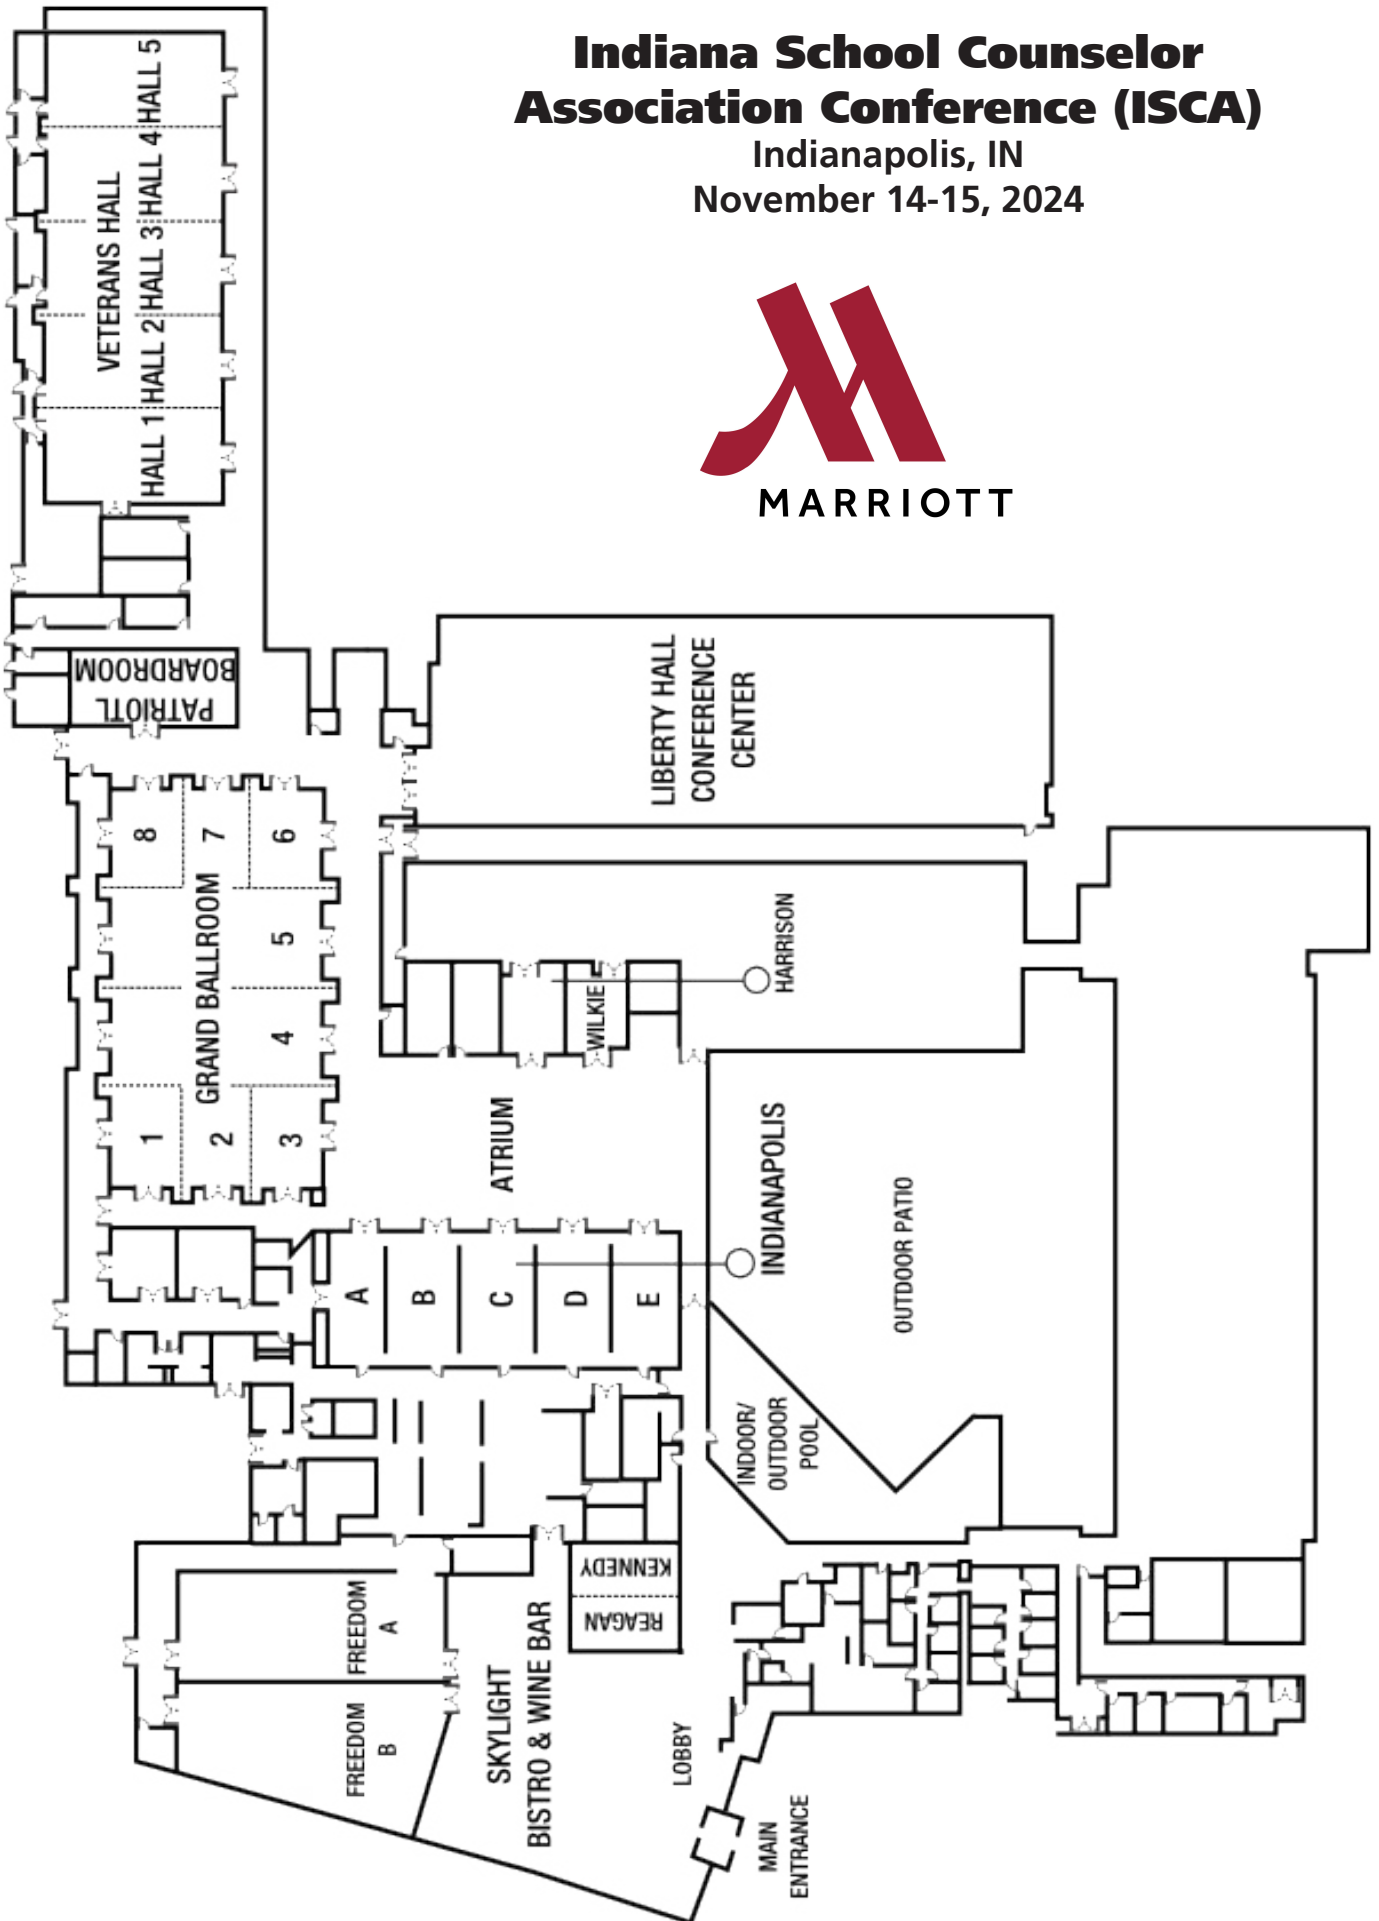 Indiana School Counselor
Association Conference (ISCA)
Indianapolis, IN
November 14-15, 2024
MARRIOTT
VETERANS HALL
HALL 1 HALL 2 HALL 3 HALL 4 HALL 5
PATRIOTL
BOARDROOM
LIBERTY HALL
CONFERENCE
CENTER
GRAND BALLROOM
8
7
6
5
4
1
2
3
HARRISON
WILKIE
ATRIUM
INDIANAPOLIS
A
B
C
D
E
OUTDOOR PATIO
INDOOR/
OUTDOOR
POOL
KENNEDY
REAGAN
FREEDOM
A
FREEDOM
B
SKYLIGHT
BISTRO & WINE BAR
LOBBY
MAIN
ENTRANCE